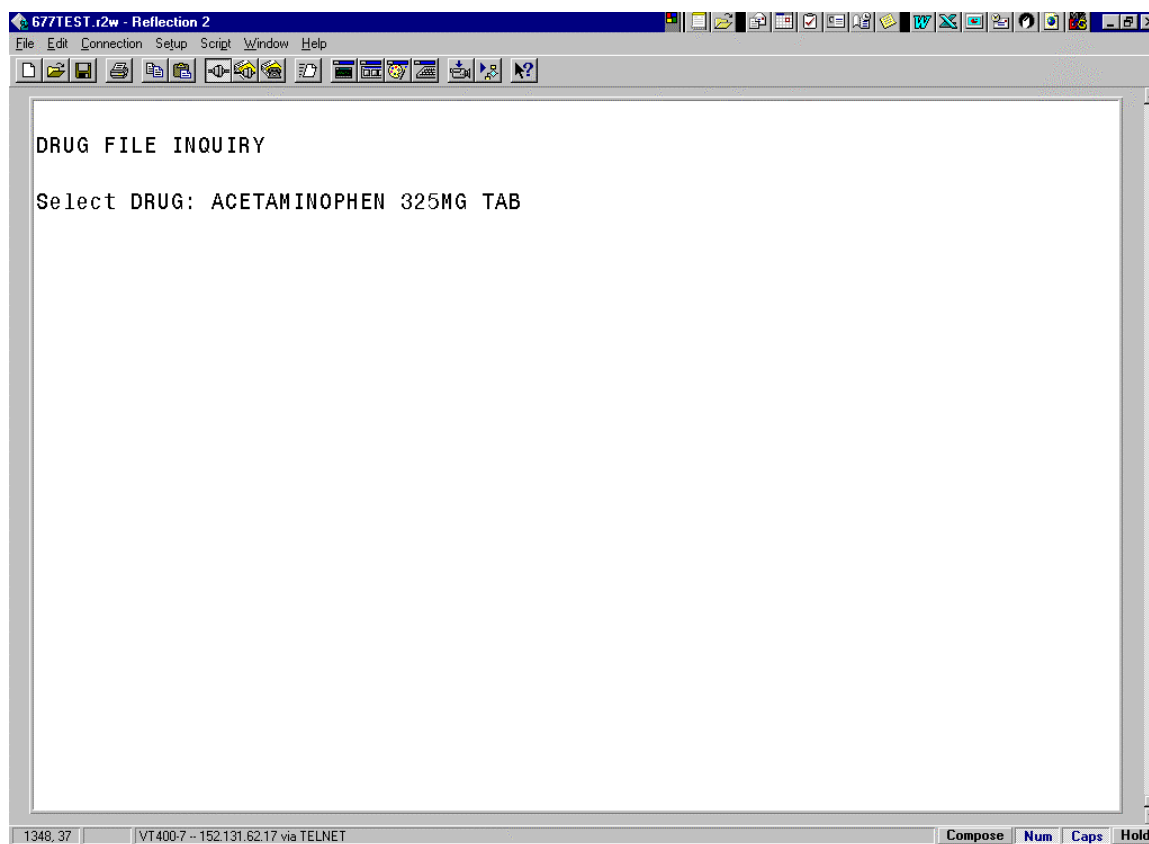 677TEST.r2w - Reflection 2
File Edit Connection Setup Script Window Help
DRUG FILE INQUIRY
Select DRUG: ACETAMINOPHEN 325MG TAB
1348, 37 VT400-7 -- 152.131.62.17 via TELNET Compose Num Caps Hold